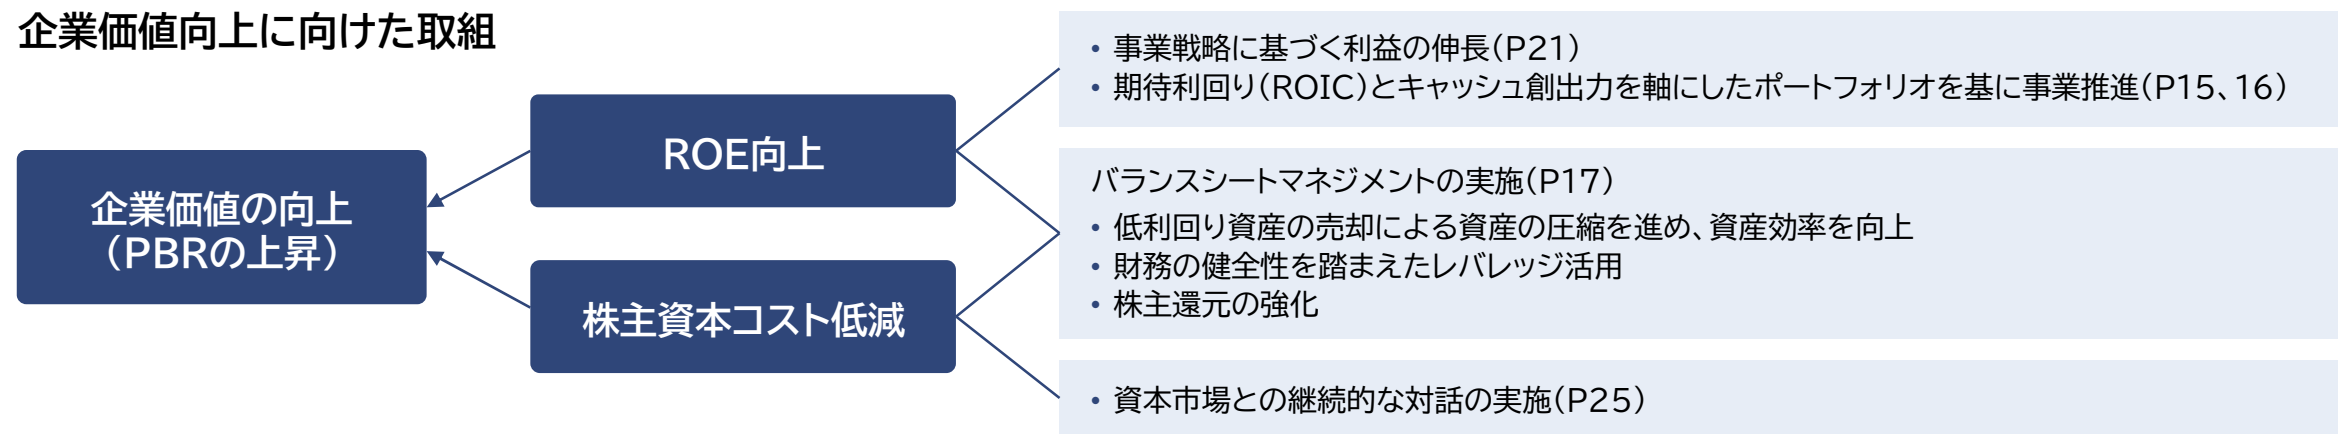 企業価値向上に向けた取組
企業価値の向上
(PBRの上昇)
ROE向上
株主資本コスト低減
• 事業戦略に基づく利益の伸長(P21)
• 期待利回り(ROIC)とキャッシュ創出力を軸にしたポートフォリオを基に事業推進(P15、16)
バランスシートマネジメントの実施(P17)
• 低利回り資産の売却による資産の圧縮を進め、資産効率を向上
• 財務の健全性を踏まえたレバレッジ活用
• 株主還元の強化
• 資本市場との継続的な対話の実施(P25)